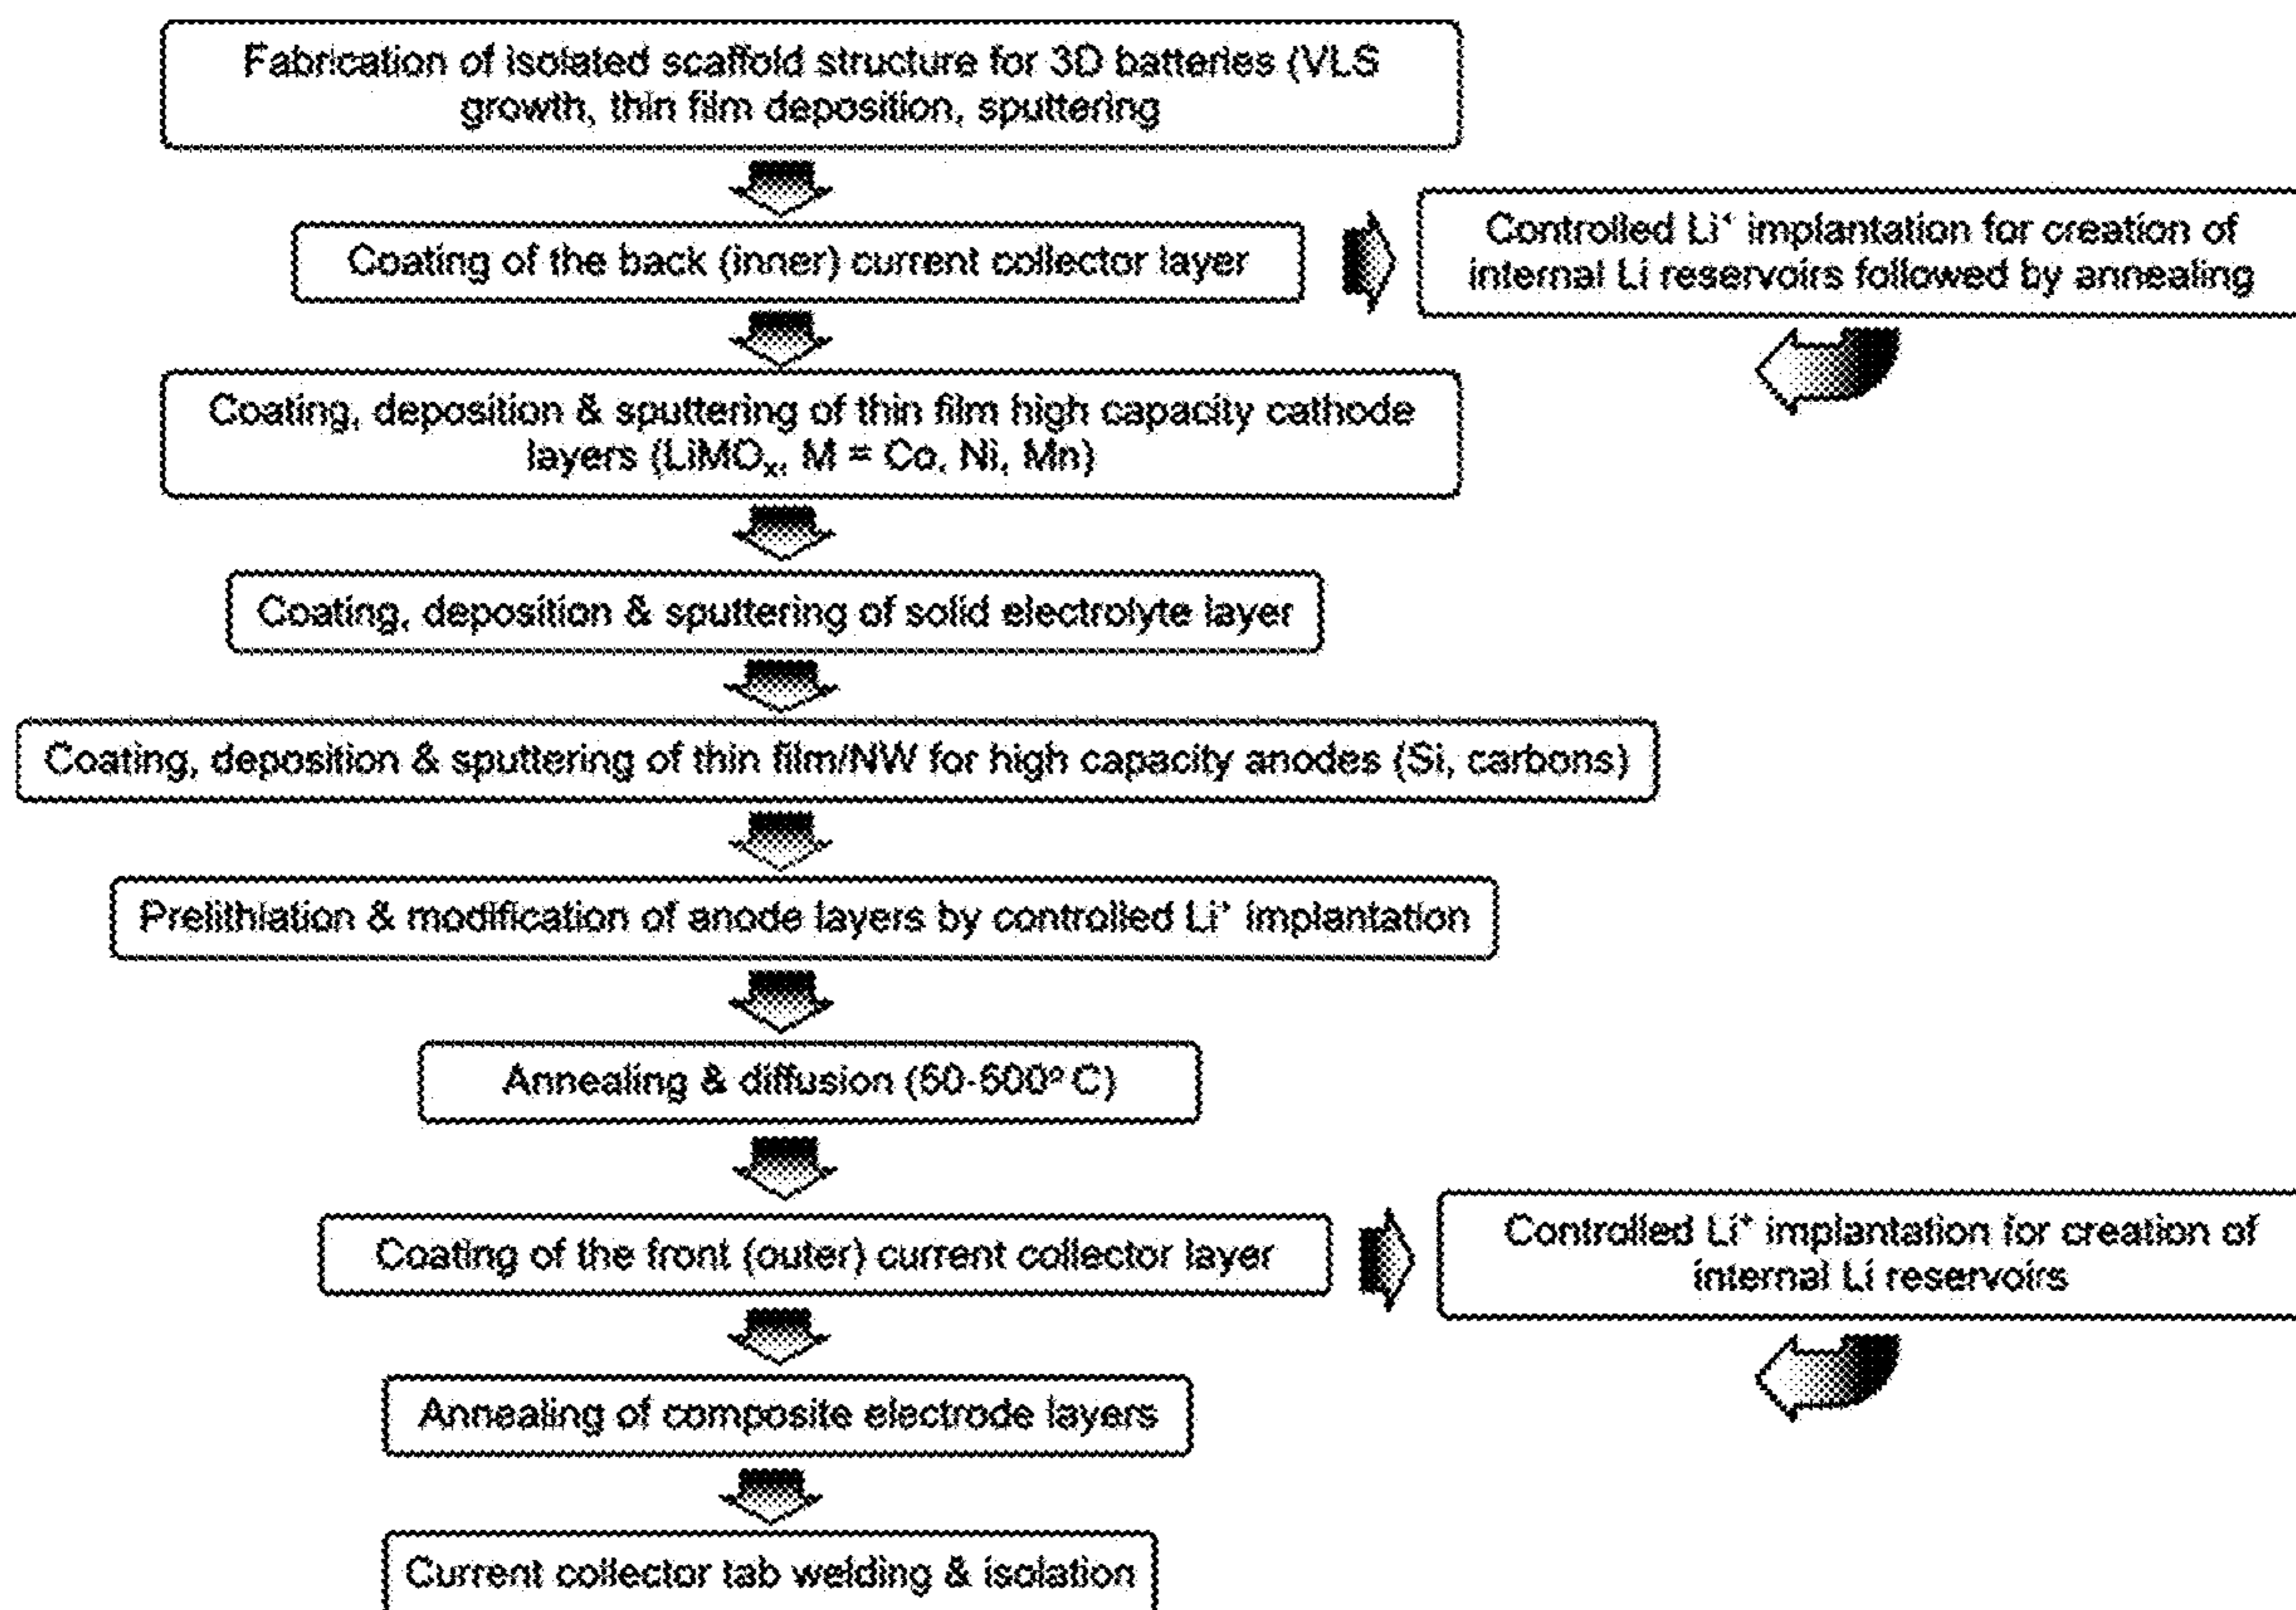 Fabrication of isolated scaffold structure for 3D batteries (VLS
growth, thin film deposition, sputtering
Coating of the back (inner) current collector layer
Controlled Li⁺ implantation for creation of
internal Li reservoirs followed by annealing
Coating, deposition & sputtering of thin film high capacity cathode
layers (LiMOₓ, M = Co, Ni, Mn)
Coating, deposition & sputtering of solid electrolyte layer
Coating, deposition & sputtering of thin film/NW for high capacity anodes (Si, carbons)
Prelithiation & modification of anode layers by controlled Li⁺ implantation
Annealing & diffusion (60-600º C)
Coating of the front (outer) current collector layer
Controlled Li⁺ implantation for creation of
internal Li reservoirs
Annealing of composite electrode layers
Current collector tab welding & isolation